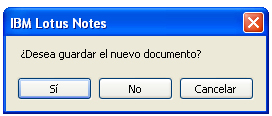 IBM Lotus Notes
¿Desea guardar el nuevo documento?
Sí
No
Cancelar